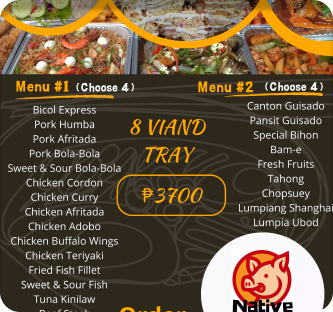 Menu #1 (Choose 4)
Bicol Express
Pork Humba
Pork Afritada
Pork Bola-Bola
Sweet & Sour Bola-Bola
Chicken Cordon
Chicken Curry
Chicken Afritada
Chicken Adobo
Chicken Buffalo Wings
Chicken Teriyaki
Fried Fish Fillet
Sweet & Sour Fish
Tuna Kinilaw
8 VIAND
TRAY
₱3700
Menu #2 (Choose 4)
Canton Guisado
Pansit Guisado
Special Bihon
Bam-e
Fresh Fruits
Tahong
Chopsuey
Lumpiang Shanghai
Lumpia Ubod
Native